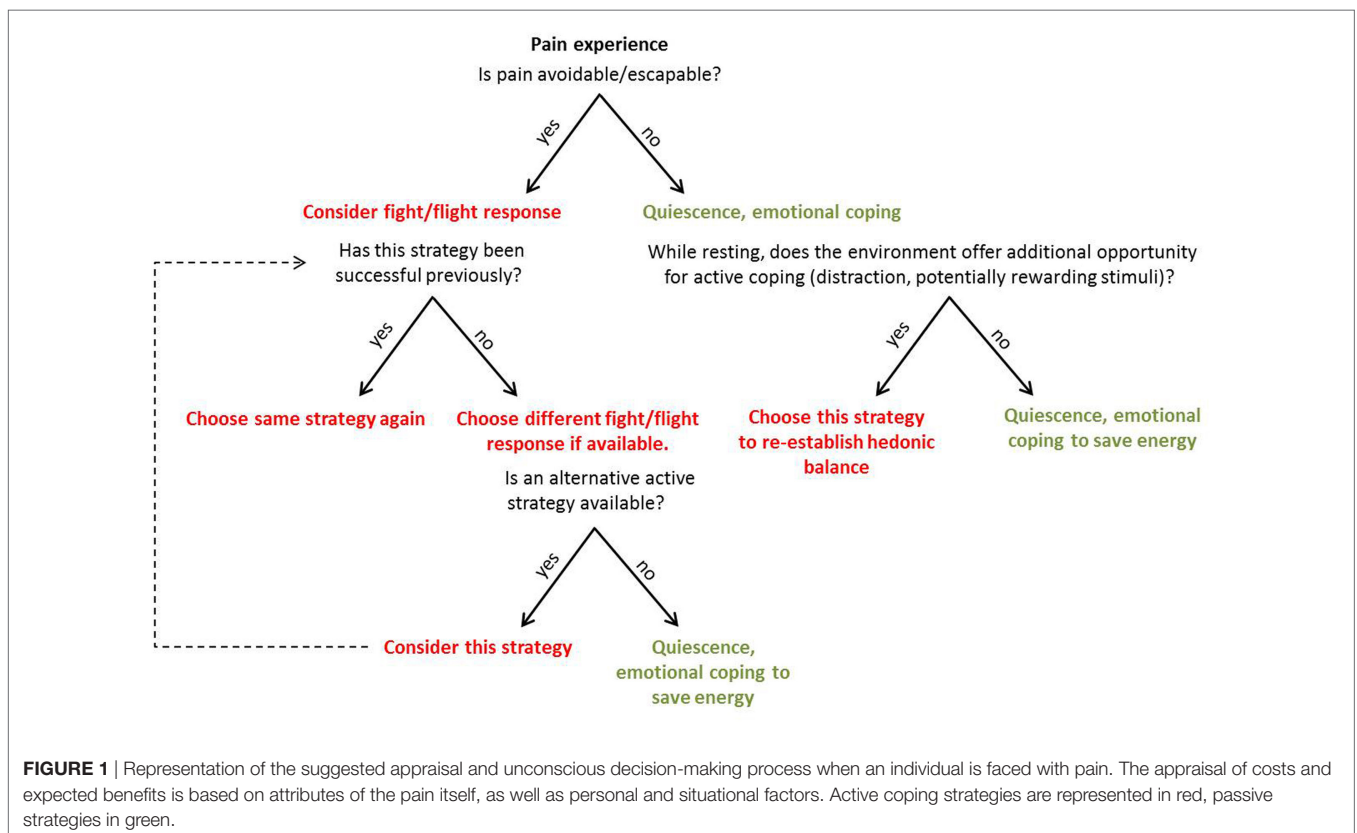 Pain experience
Is pain avoidable/escapable?
yes
no
Consider fight/flight response
Quiescence, emotional coping
Has this strategy been
successful previously?
While resting, does the environment offer additional opportunity
for active coping (distraction, potentially rewarding stimuli)?
yes
no
yes
no
Choose same strategy again
Choose different fight/flight
response if available.
Choose this strategy
to re-establish hedonic
balance
Quiescence, emotional
coping to save energy
Is an alternative active
strategy available?
yes
no
Consider this strategy
Quiescence,
emotional coping to
save energy
FIGURE 1 | Representation of the suggested appraisal and unconscious decision-making process when an individual is faced with pain. The appraisal of costs and
expected benefits is based on attributes of the pain itself, as well as personal and situational factors. Active coping strategies are represented in red, passive
strategies in green.